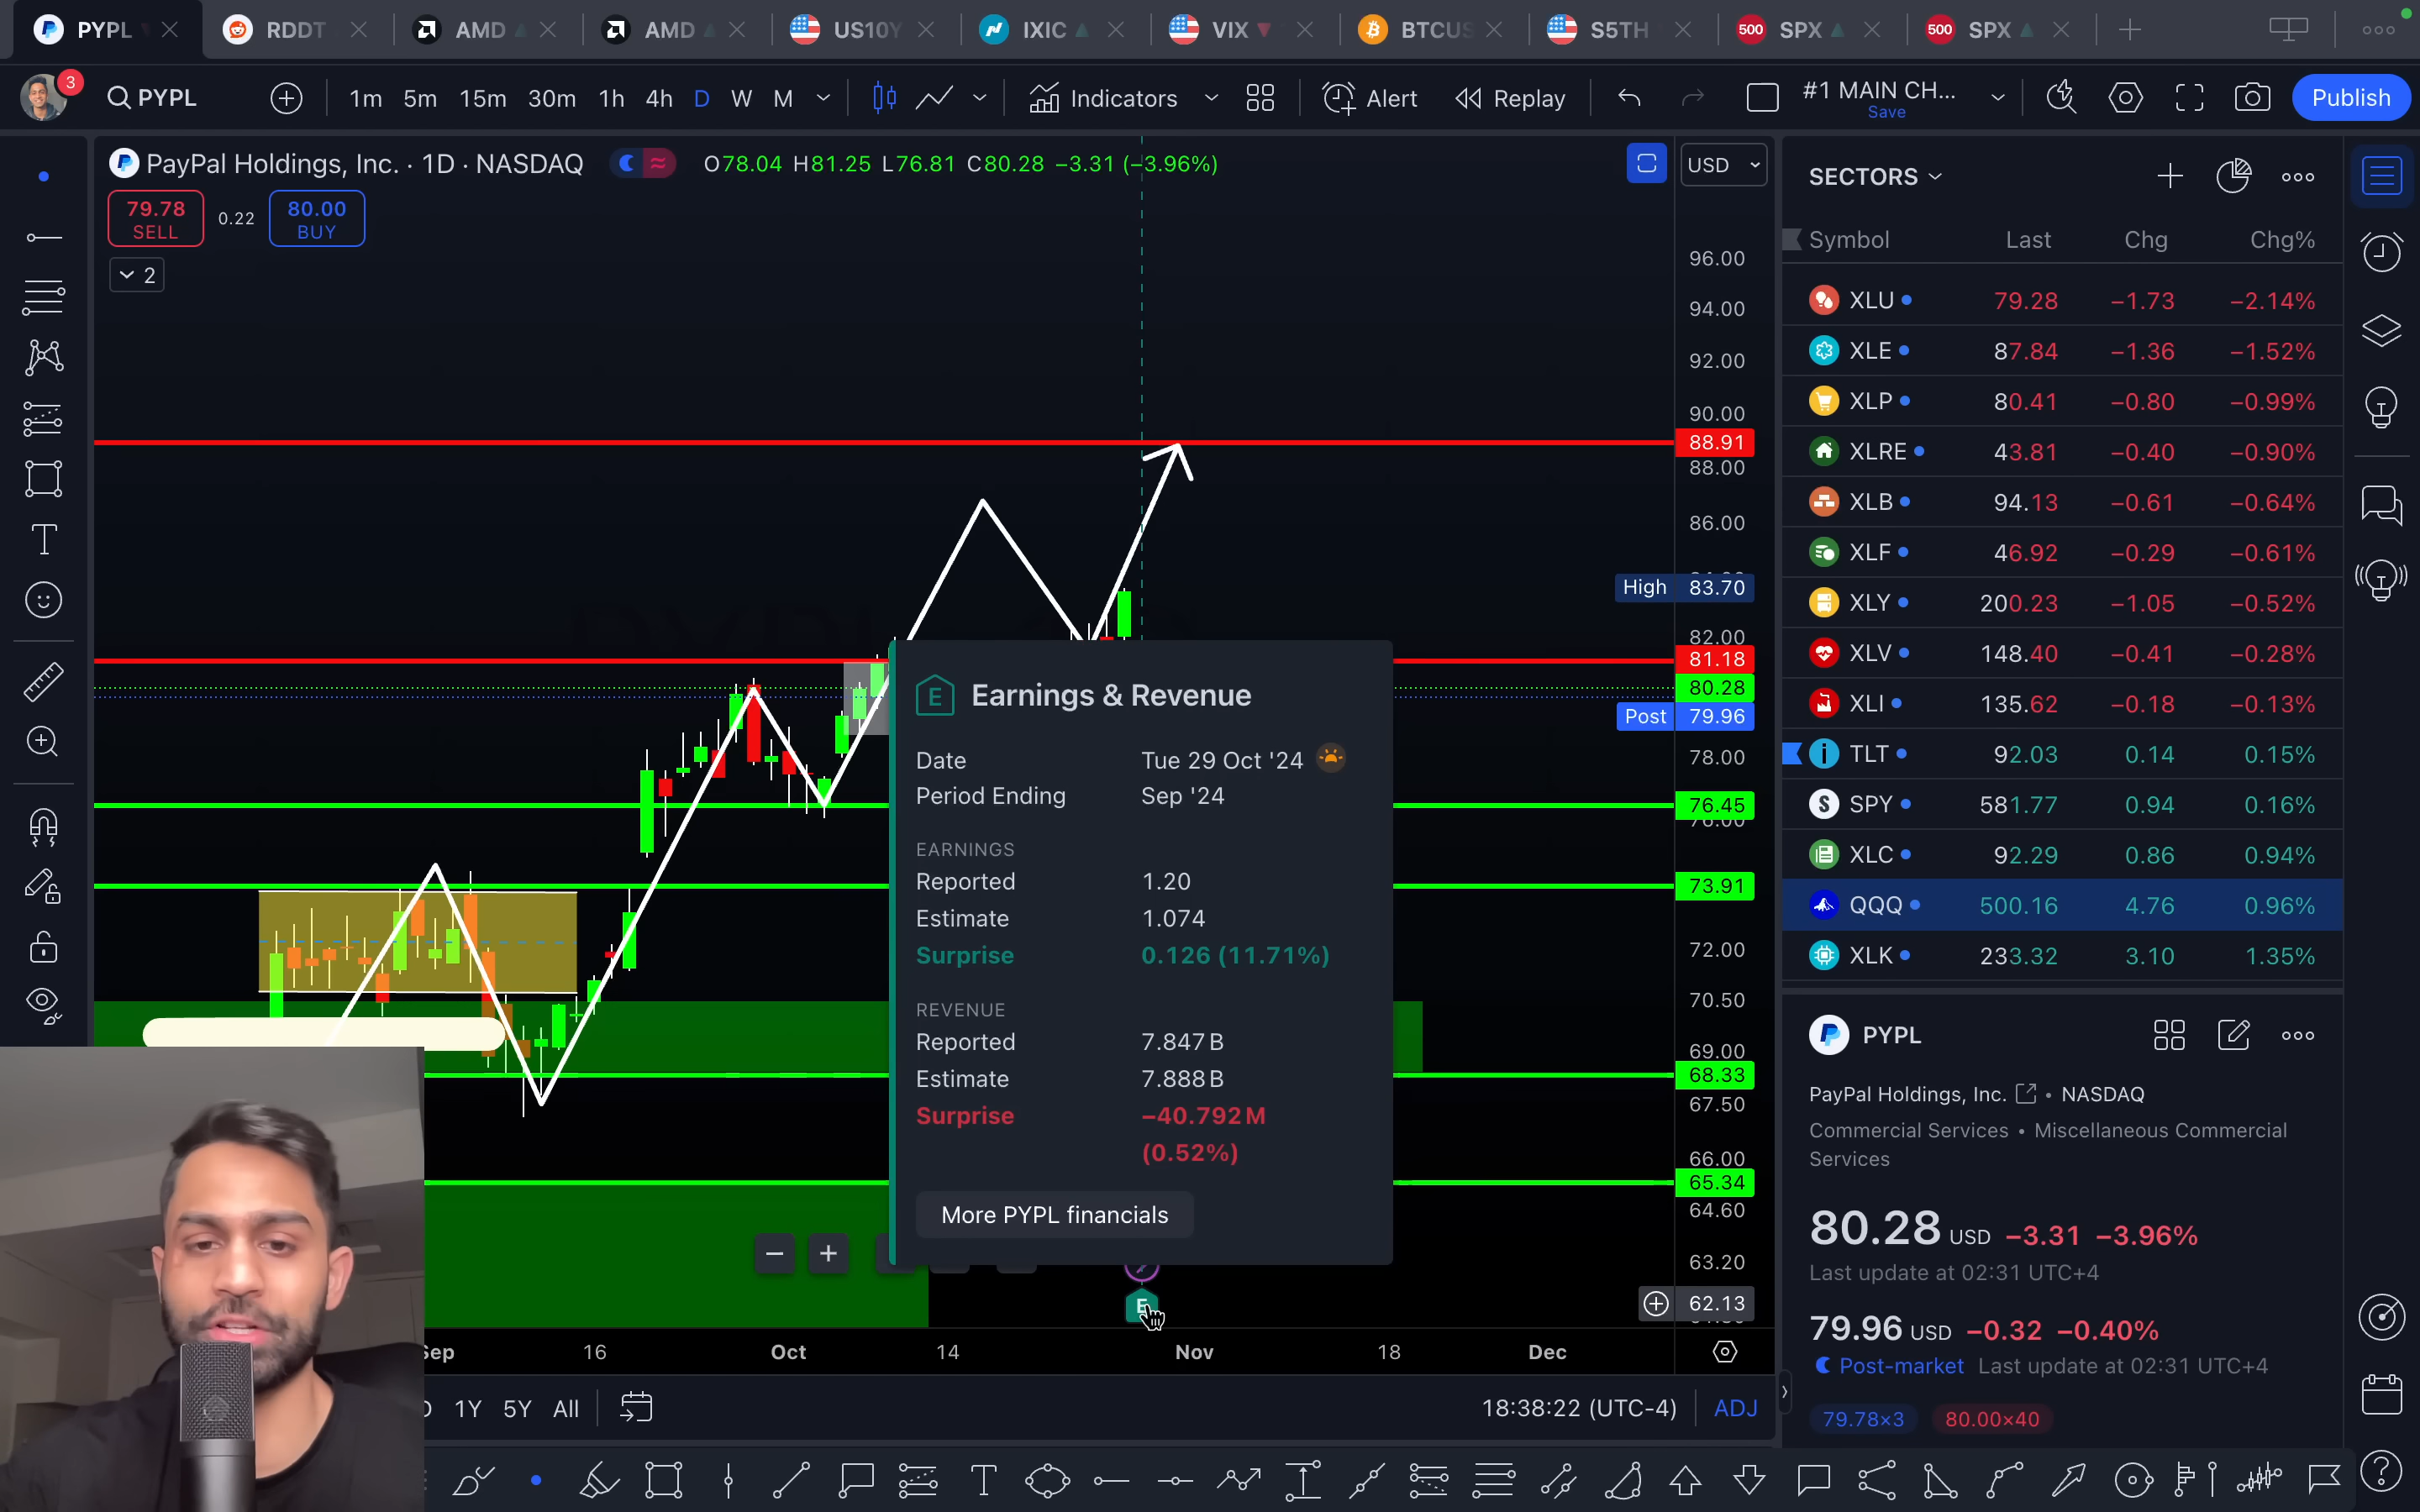 PYPL RDDT AMD AMD US10Y IXIC VIX BTCUS S5TH 500 SPX 500 SPX
3 PYPL 1m 5m 15m 30m 1h 4h D W M Indicators Alert Replay #1 MAIN CH... Save Publish
PayPal Holdings, Inc. · 1D · NASDAQ O78.04 H81.25 L76.81 C80.28 −3.31 (−3.96%) USD
79.78 SELL 0.22 80.00 BUY
2
96.00
94.00
92.00
90.00
88.91
88.00
86.00
High 83.70
82.00
81.18
80.28
Post 79.96
78.00
76.45
73.91
72.00
70.50
69.00
68.33
67.50
66.00
65.34
64.60
63.20
62.13
E Earnings & Revenue
Date Tue 29 Oct '24
Period Ending Sep '24
EARNINGS
Reported 1.20
Estimate 1.074
Surprise 0.126 (11.71%)
REVENUE
Reported 7.847 B
Estimate 7.888 B
Surprise −40.792 M
(0.52%)
More PYPL financials
E
Sep 16 Oct 14 Nov 18 Dec
1Y 5Y All 18:38:22 (UTC-4) ADJ
SECTORS
Symbol Last Chg Chg%
XLU 79.28 −1.73 −2.14%
XLE 87.84 −1.36 −1.52%
XLP 80.41 −0.80 −0.99%
XLRE 43.81 −0.40 −0.90%
XLB 94.13 −0.61 −0.64%
XLF 46.92 −0.29 −0.61%
XLY 200.23 −1.05 −0.52%
XLV 148.40 −0.41 −0.28%
XLI 135.62 −0.18 −0.13%
TLT 92.03 0.14 0.15%
SPY 581.77 0.94 0.16%
XLC 92.29 0.86 0.94%
QQQ 500.16 4.76 0.96%
XLK 233.32 3.10 1.35%
PYPL
PayPal Holdings, Inc. • NASDAQ
Commercial Services • Miscellaneous Commercial
Services
80.28 USD −3.31 −3.96%
Last update at 02:31 UTC+4
79.96 USD −0.32 −0.40%
Post-market Last update at 02:31 UTC+4
79.78×3 80.00×40